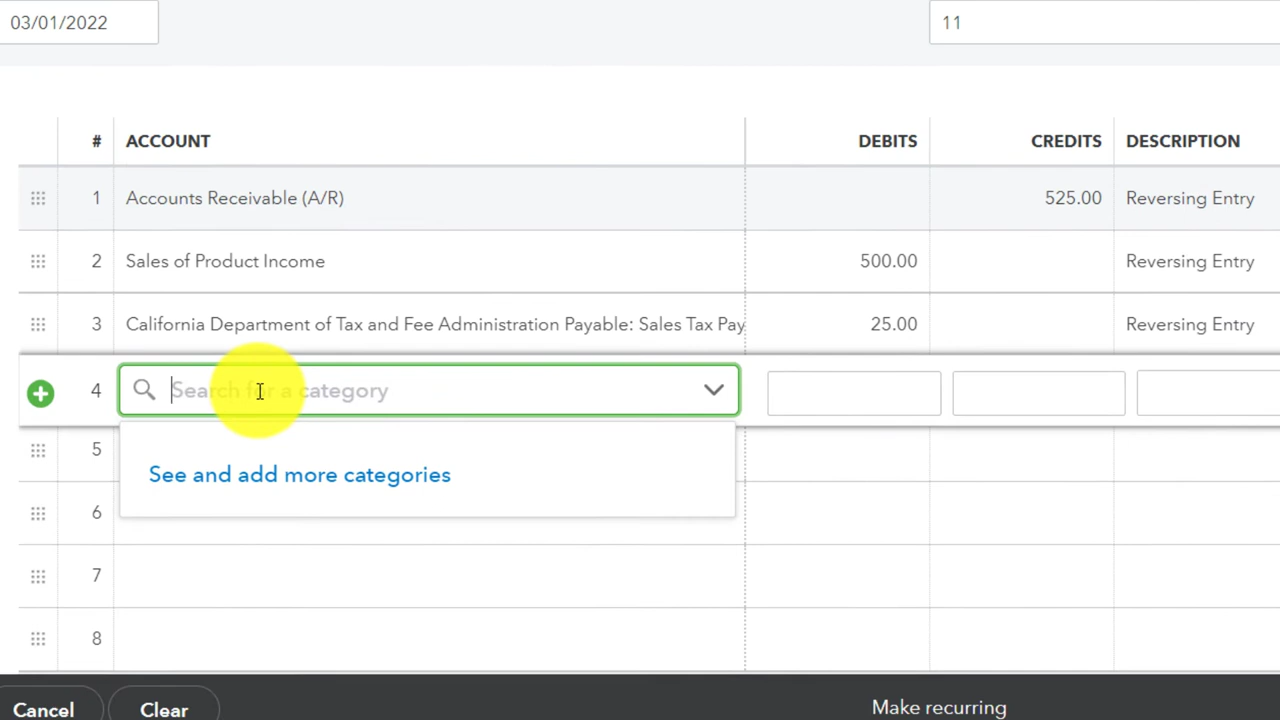 03/01/2022 11
# ACCOUNT DEBITS CREDITS DESCRIPTION
1 Accounts Receivable (A/R) 525.00 Reversing Entry
2 Sales of Product Income 500.00 Reversing Entry
3 California Department of Tax and Fee Administration Payable: Sales Tax Pay 25.00 Reversing Entry
4 Search for a category
See and add more categories
5
6
7
8
Cancel Clear Make recurring